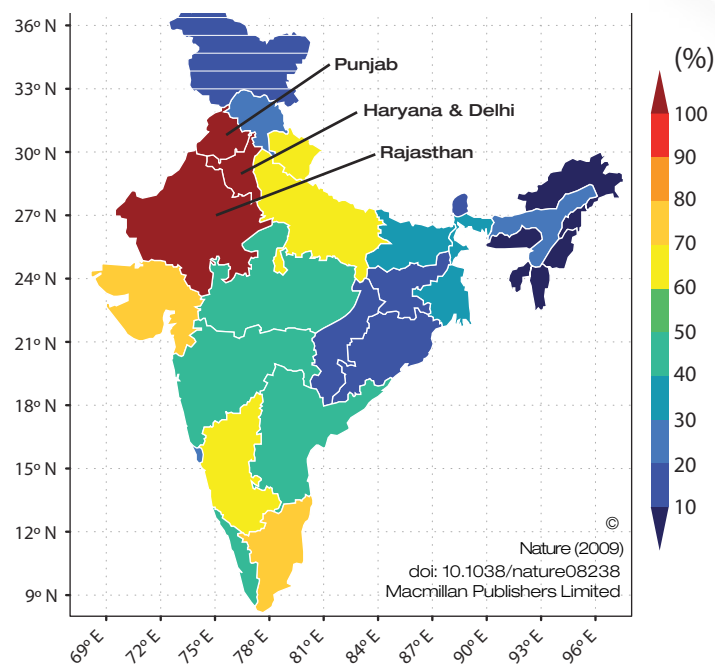 36° N
33° N
30° N
27° N
24° N
21° N
18° N
15° N
12° N
9° N
Punjab
Haryana & Delhi
Rajasthan
(%)
100
90
80
70
60
50
40
30
20
10
©
Nature (2009)
doi: 10.1038/nature08238
Macmillan Publishers Limited
69° E
72° E
75° E
78° E
81° E
84° E
87° E
90° E
93° E
96° E